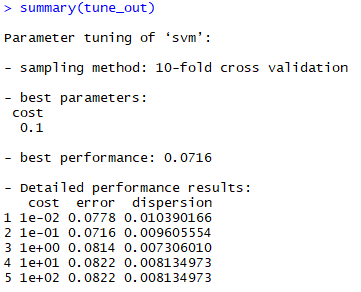 > summary(tune_out)
Parameter tuning of ‘svm’:
- sampling method: 10-fold cross validation
- best parameters:
cost
0.1
- best performance: 0.0716
- Detailed performance results:
cost error dispersion
1 1e-02 0.0778 0.010390166
2 1e-01 0.0716 0.009605554
3 1e+00 0.0814 0.007306010
4 1e+01 0.0822 0.008134973
5 1e+02 0.0822 0.008134973